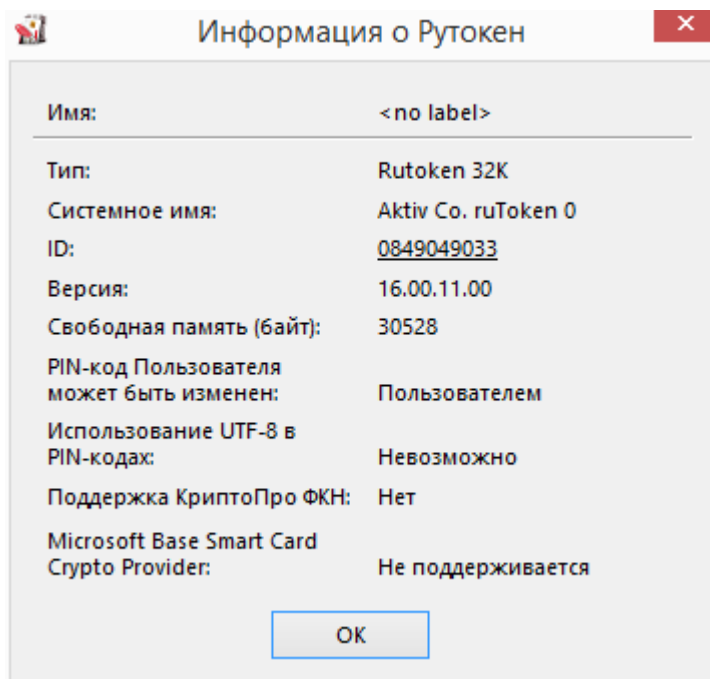 Информация о Рутокен
Имя: <no label>
Тип: Rutoken 32K
Системное имя: Aktiv Co. ruToken 0
ID: 0849049033
Версия: 16.00.11.00
Свободная память (байт): 30528
PIN-код Пользователя
может быть изменен: Пользователем
Использование UTF-8 в
PIN-кодах: Невозможно
Поддержка КриптоПро ФКН: Нет
Microsoft Base Smart Card
Crypto Provider: Не поддерживается
ОК